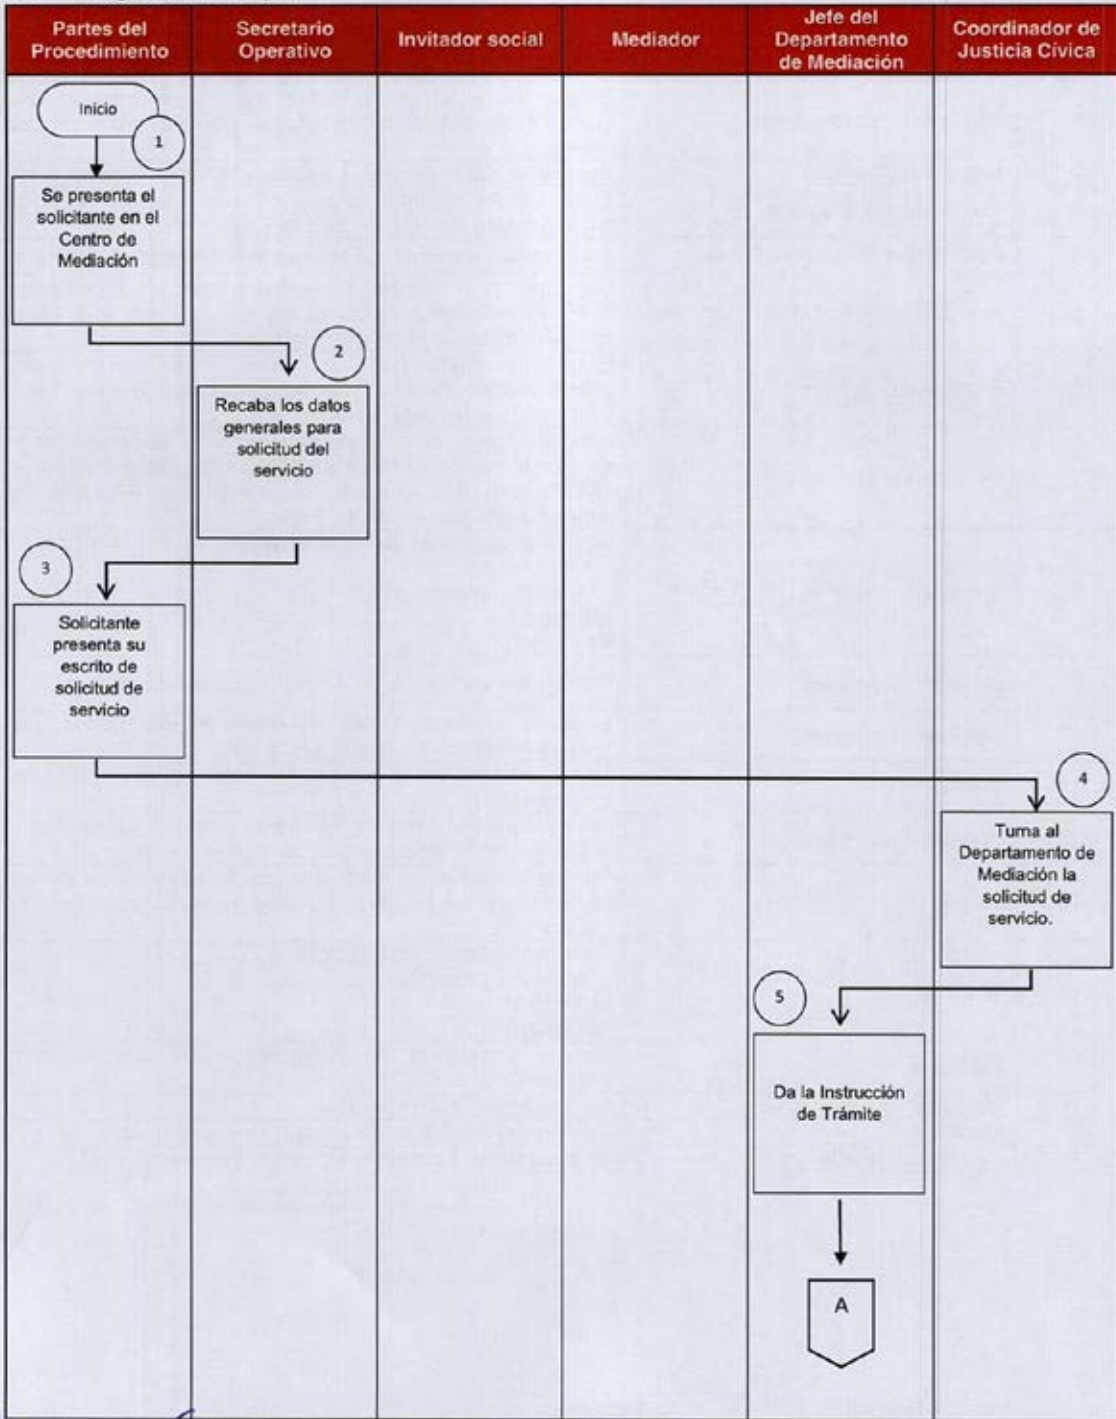 Partes del
Procedimiento
Secretario
Operativo
Invitador social
Mediador
Jefe del
Departamento
de Mediación
Coordinador de
Justicia Cívica
Inicio
1
Se presenta el
solicitante en el
Centro de
Mediación
2
Recaba los datos
generales para
solicitud del
servicio
3
Solicitante
presenta su
escrito de
solicitud de
servicio
4
Turna al
Departamento de
Mediación la
solicitud de
servicio.
5
Da la Instrucción
de Trámite
A